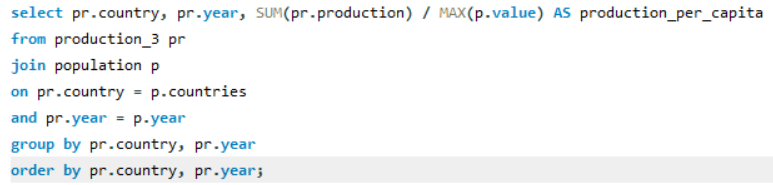 select pr.country, pr.year, SUM(pr.production) / MAX(p.value) AS production_per_capita
from production_3 pr
join population p
on pr.country = p.countries
and pr.year = p.year
group by pr.country, pr.year
order by pr.country, pr.year;